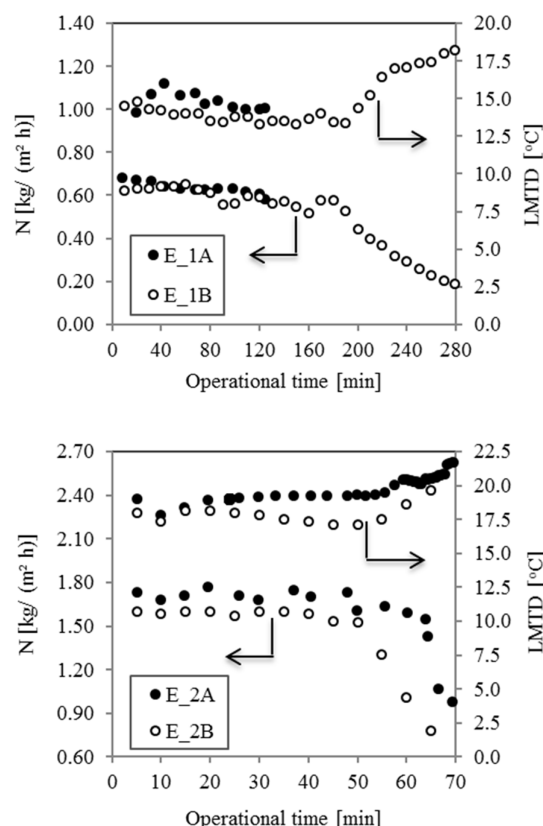 1.40
1.20
1.00
0.80
0.60
0.40
0.20
0.00
N [kg/ (m² h)]
20.0
17.5
15.0
12.5
10.0
7.5
5.0
2.5
0.0
LMTD [°C]
E_1A
E_1B
0 40 80 120 160 200 240 280
Operational time [min]
2.70
2.40
2.10
1.80
1.50
1.20
0.90
0.60
N [kg/ (m² h)]
22.5
20.0
17.5
15.0
12.5
10.0
7.5
5.0
2.5
0.0
LMTD [°C]
E_2A
E_2B
0 10 20 30 40 50 60 70
Operational time [min]